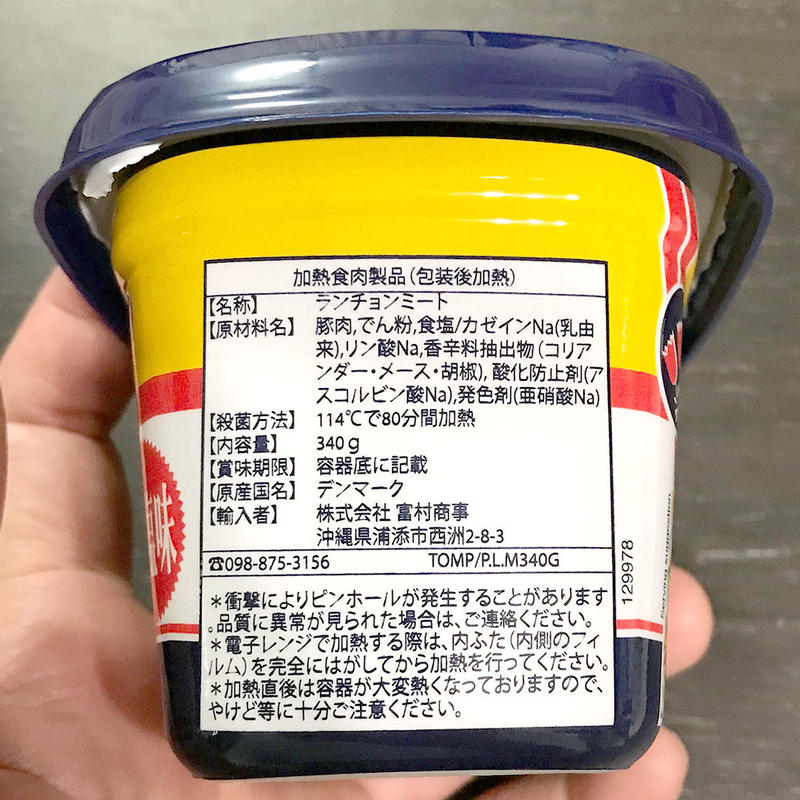 加熱食肉製品(包装後加熱)
【名称】 ランチョンミート
【原材料名】 豚肉,でん粉,食塩/カゼインNa(乳由
来),リン酸Na,香辛料抽出物(コリア
ンダー・メース・胡椒),酸化防止剤(ア
スコルビン酸Na),発色剤(亜硝酸Na)
【殺菌方法】 114℃で80分間加熱
【内容量】 340g
【賞味期限】 容器底に記載
【原産国名】 デンマーク
【輸入者】 株式会社 富村商事
沖縄県浦添市西洲2-8-3
☎098-875-3156 TOMP/P.L.M340G
*衝撃によりピンホールが発生することがあります
。品質に異常が見られた場合は、ご連絡ください。
*電子レンジで加熱する際は、内ふた(内側のフィ
ルム)を完全にはがしてから加熱を行ってください。
*加熱直後は容器が大変熱くなっておりますので、
やけど等に十分ご注意ください。
129978
Serving suggestion
味